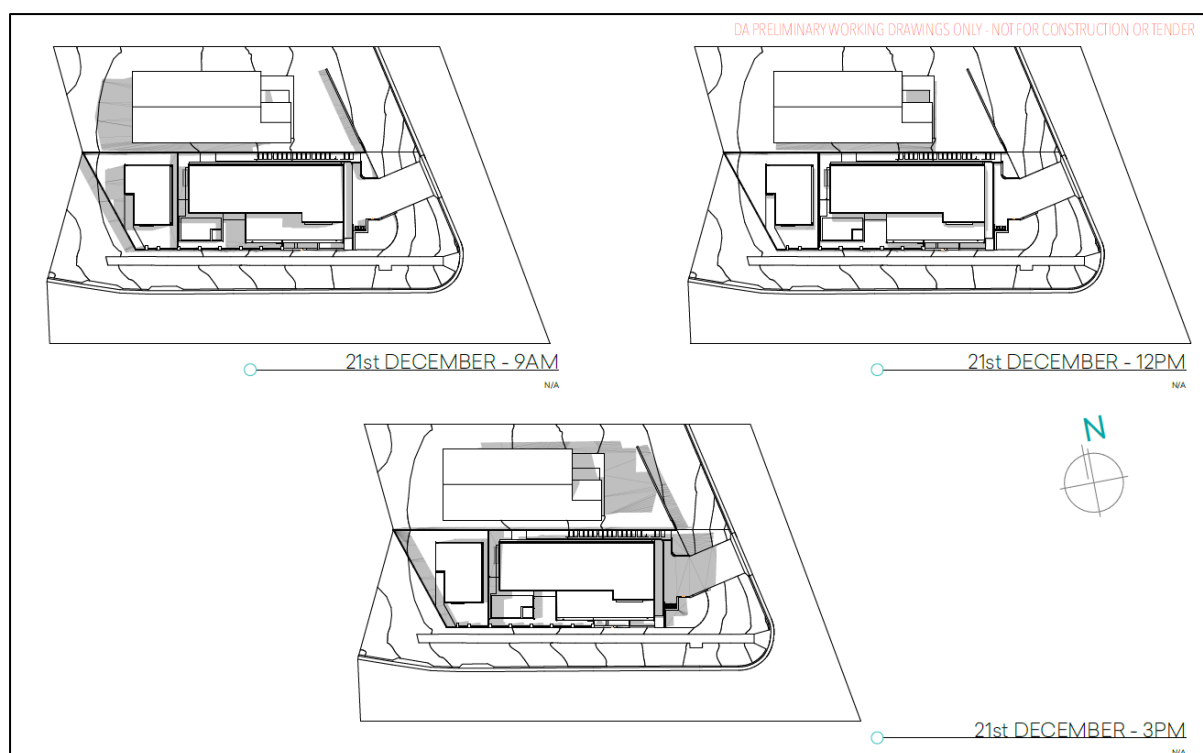 DA PRELIMINARY WORKING DRAWINGS ONLY - NOT FOR CONSTRUCTION OR TENDER
21st DECEMBER - 9AM
N/A
21st DECEMBER - 12PM
N/A
N
21st DECEMBER - 3PM
N/A